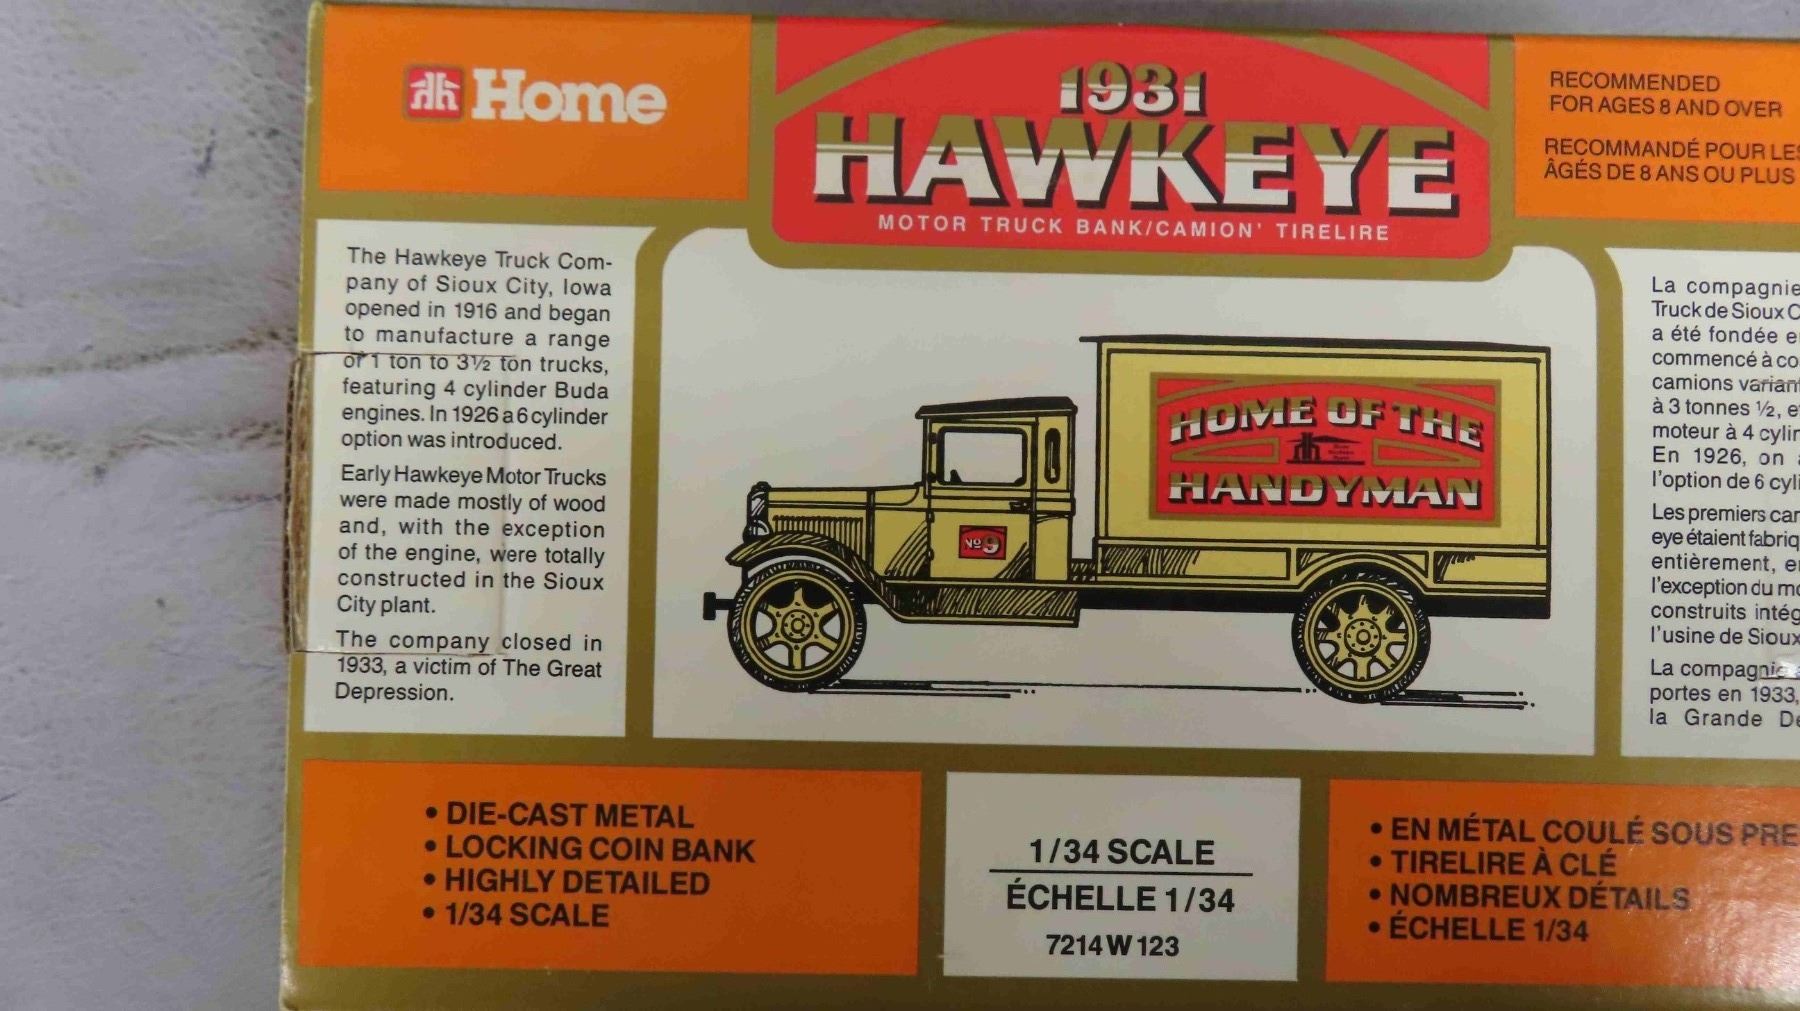 Home
1931
HAWKEYE
MOTOR TRUCK BANK/CAMION' TIRELIRE
RECOMMENDED
FOR AGES 8 AND OVER
RECOMMANDÉ POUR LES
ÂGÉS DE 8 ANS OU PLUS
The Hawkeye Truck Com-
pany of Sioux City, Iowa
opened in 1916 and began
to manufacture a range
of 1 ton to 3½ ton trucks,
featuring 4 cylinder Buda
engines. In 1926 a 6 cylinder
option was introduced.
Early Hawkeye Motor Trucks
were made mostly of wood
and, with the exception
of the engine, were totally
constructed in the Sioux
City plant.
The company closed in
1933, a victim of The Great
Depression.
HOME OF THE
HANDYMAN
Nº 9
La compagnie
Truck de Sioux
a été fondée
commencé à
camions
à 3 tonnes ½,
moteur à 4
En 1926, on
l'option de 6
Les premiers
eye étaient
entièrement,
l'exception du
construits
l'usine de Sioux
La compagnie
portes en 1933,
la Grande
• DIE-CAST METAL
• LOCKING COIN BANK
• HIGHLY DETAILED
• 1/34 SCALE
1/34 SCALE
ÉCHELLE 1/34
7214 W 123
• EN MÉTAL COULÉ SOUS PRE
• TIRELIRE À CLÉ
• NOMBREUX DÉTAILS
• ÉCHELLE 1/34